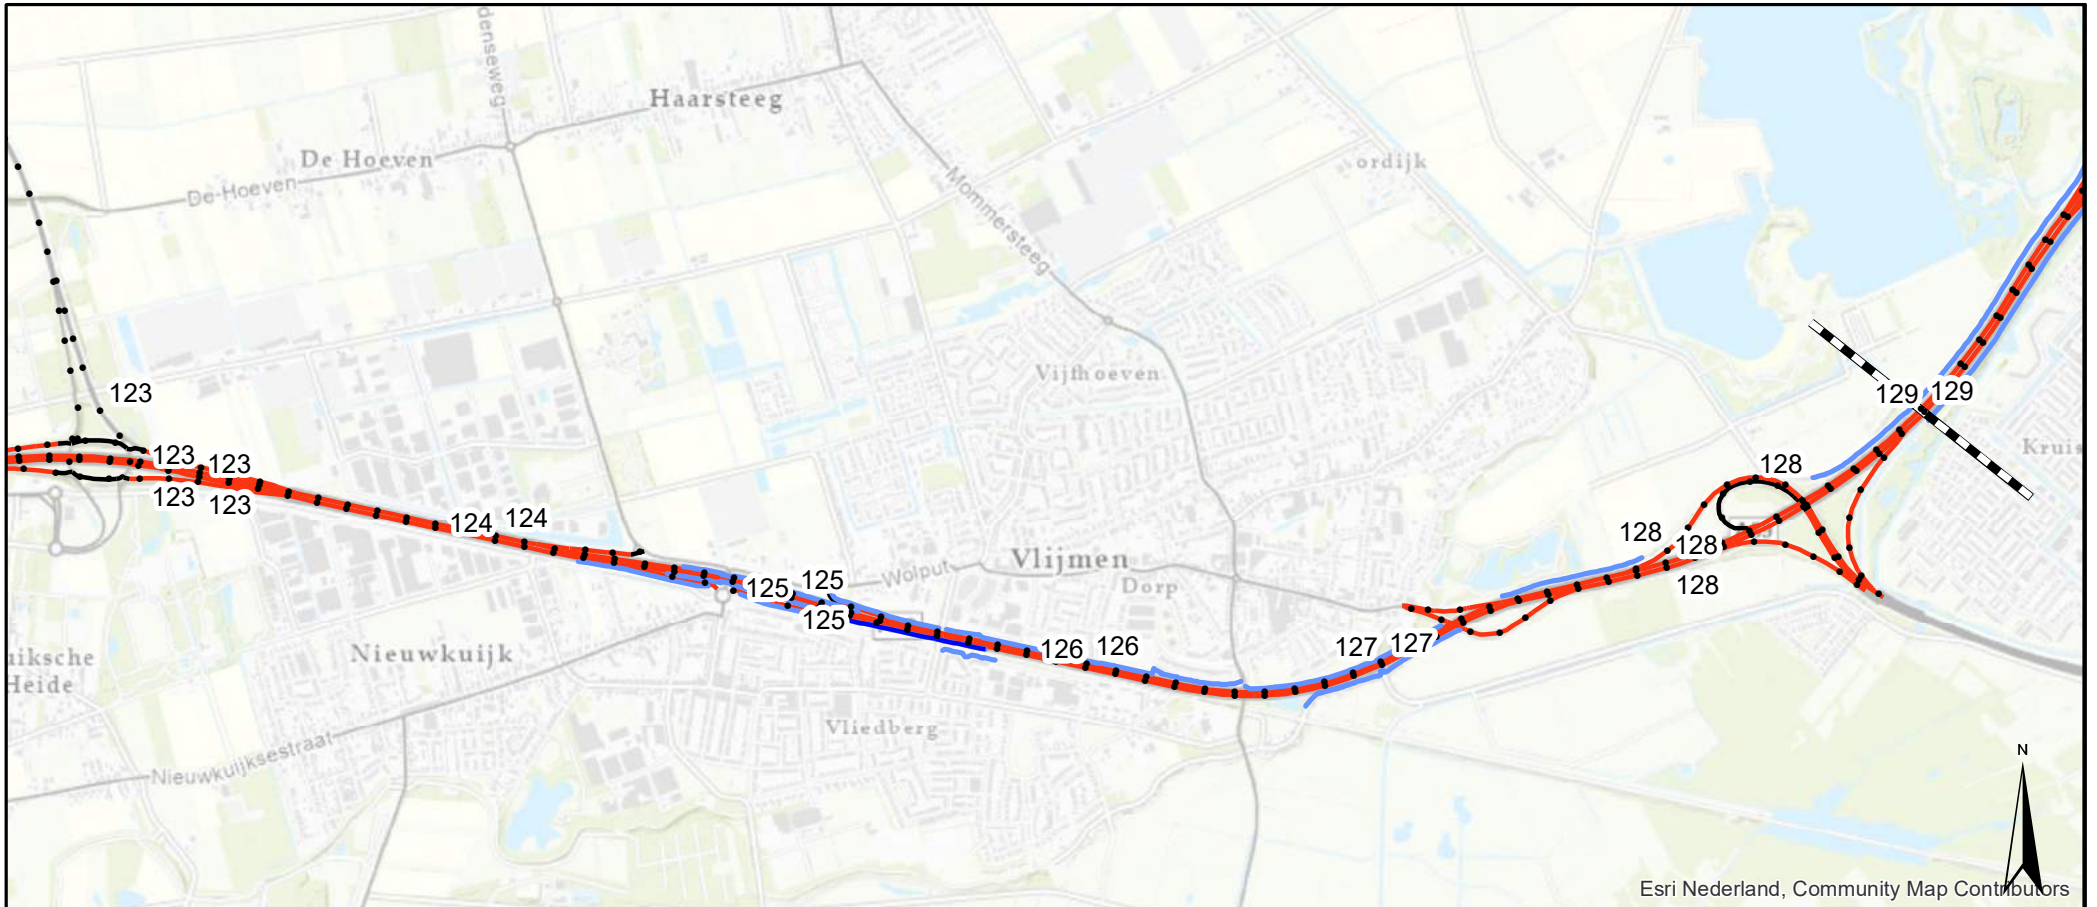 denseweg
Haarsteeg
De Hoeven
De-Hoeven
Mommersteeg
ordijk
Vijfhoeven
123
129
129
Kruis
123
123
123
123
128
124
124
128
128
128
Vlijmen
Wolput
Dorp
125
125
125
126
126
127
127
Nieuwkuijk
uiksche
Heide
Vliedberg
Nieuwkuijksestraat
N
Esri Nederland, Community Map Contributors